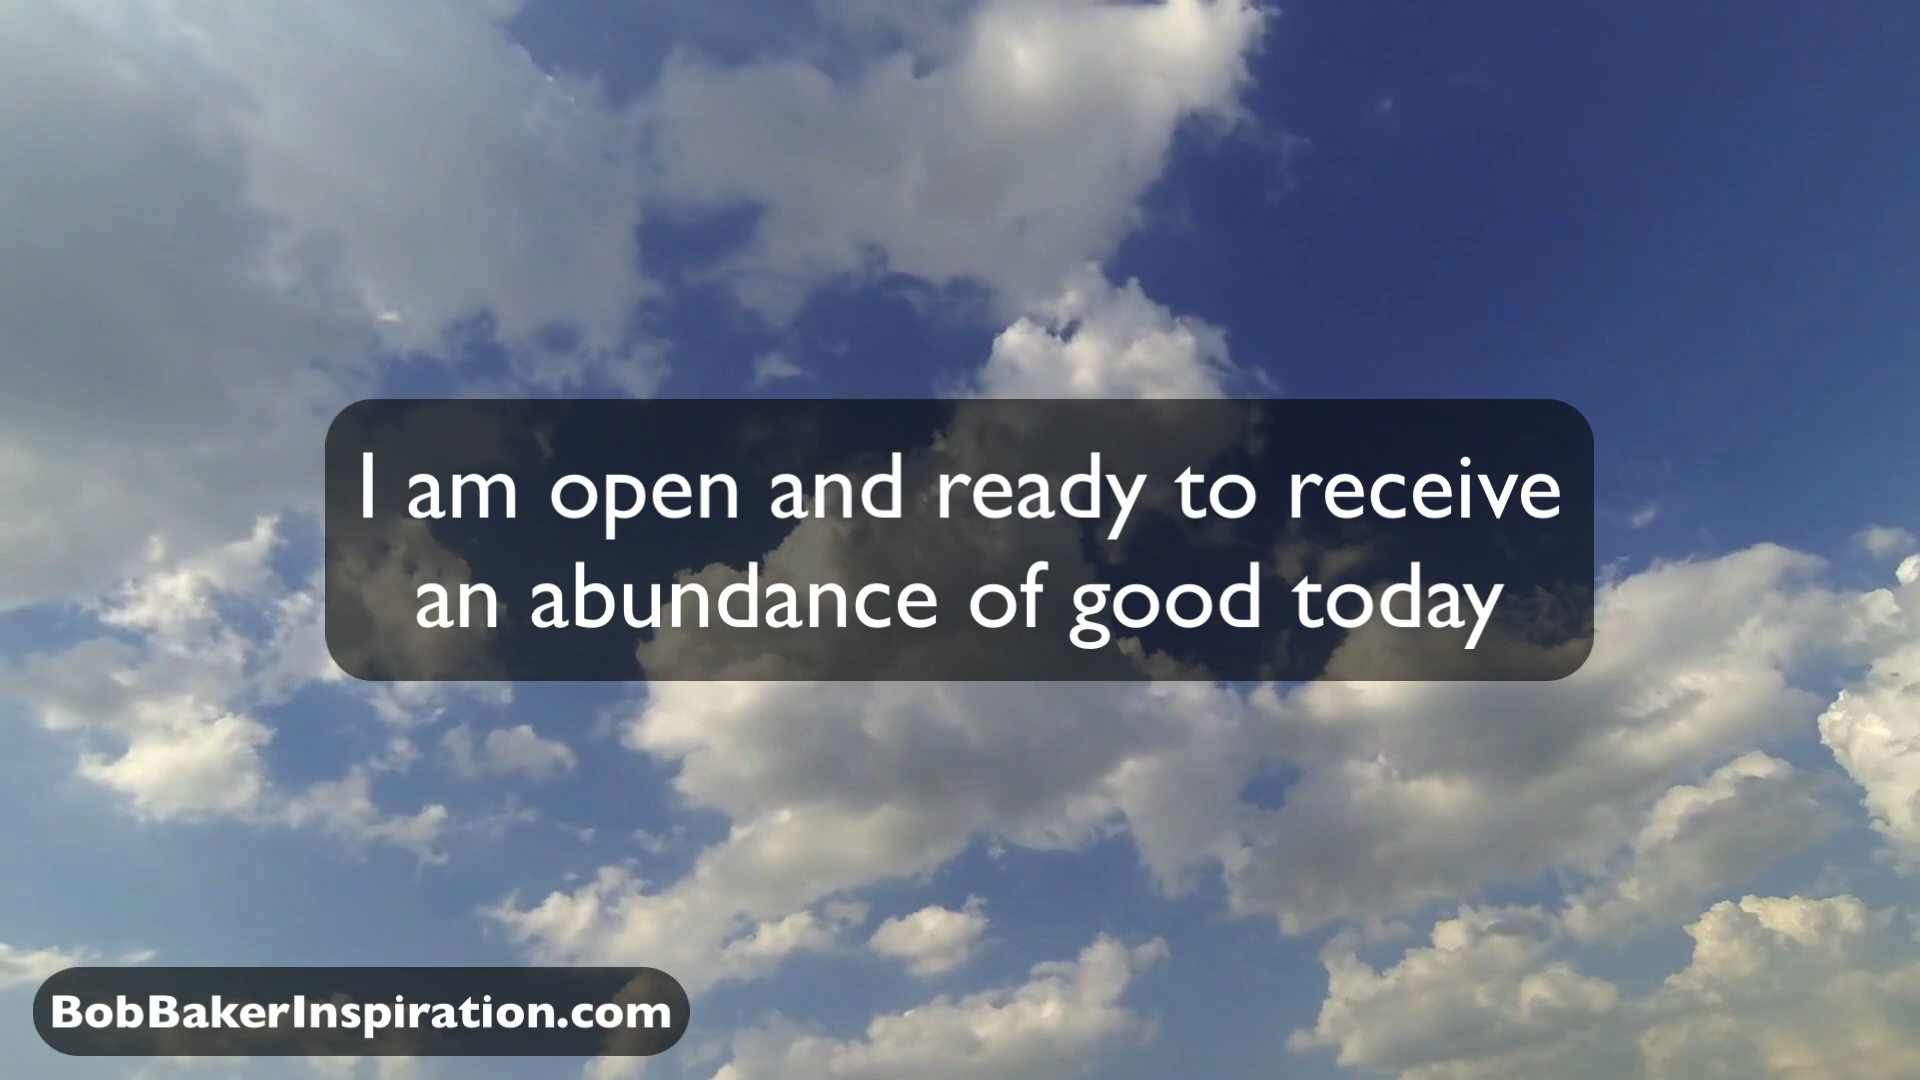 I am open and ready to receive
an abundance of good today
BobBakerInspiration.com